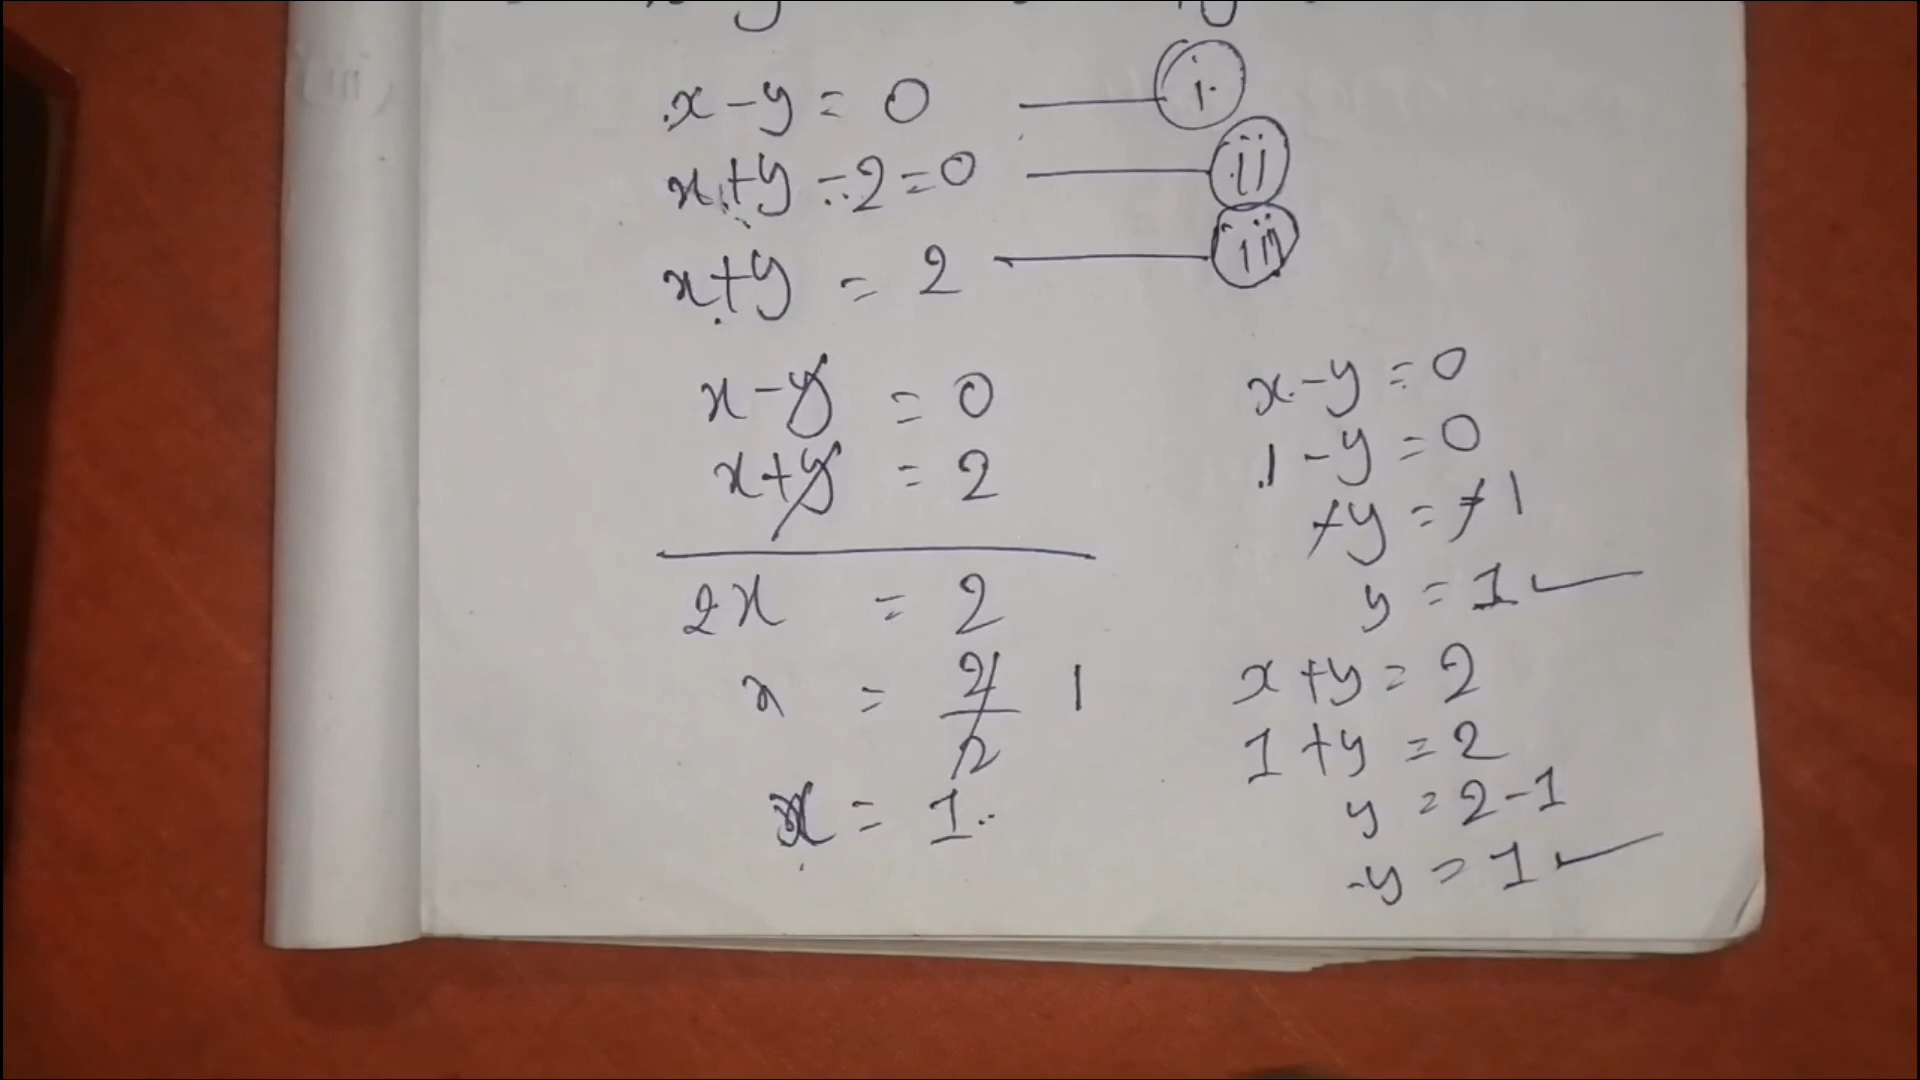 x - y = 0 (i)
x + y - 2 = 0 (ii)
x + y = 2 (iii)
x - y = 0
x + y = 2
2x = 2
x = 2/2 1
x = 1
x - y = 0
1 - y = 0
+y = +1
y = 1
x + y = 2
1 + y = 2
y = 2 - 1
y = 1